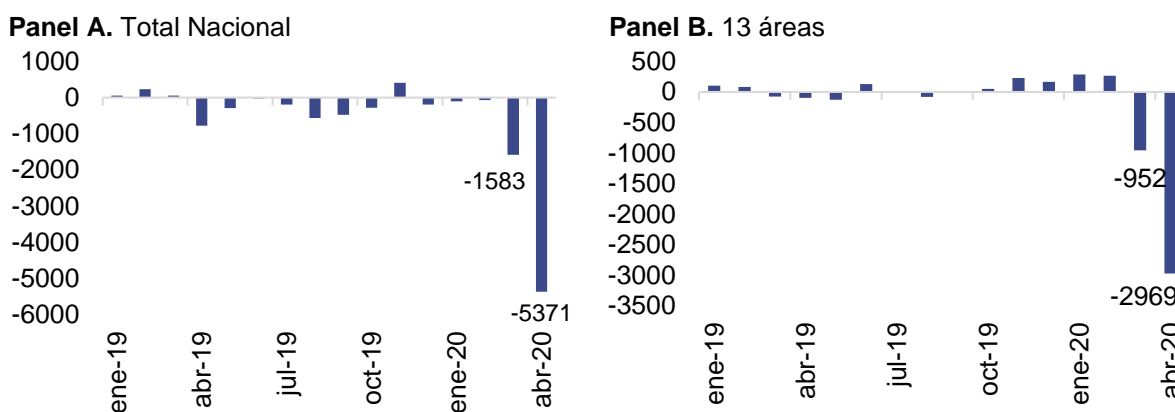 Panel A. Total Nacional
1000
0
-1000
-2000
-3000
-4000
-5000
-6000
-1583
-5371
ene-19
abr-19
jul-19
oct-19
ene-20
abr-20
Panel B. 13 áreas
500
0
-500
-1000
-1500
-2000
-2500
-3000
-3500
-952
-2969
ene-19
abr-19
jul-19
oct-19
ene-20
abr-20